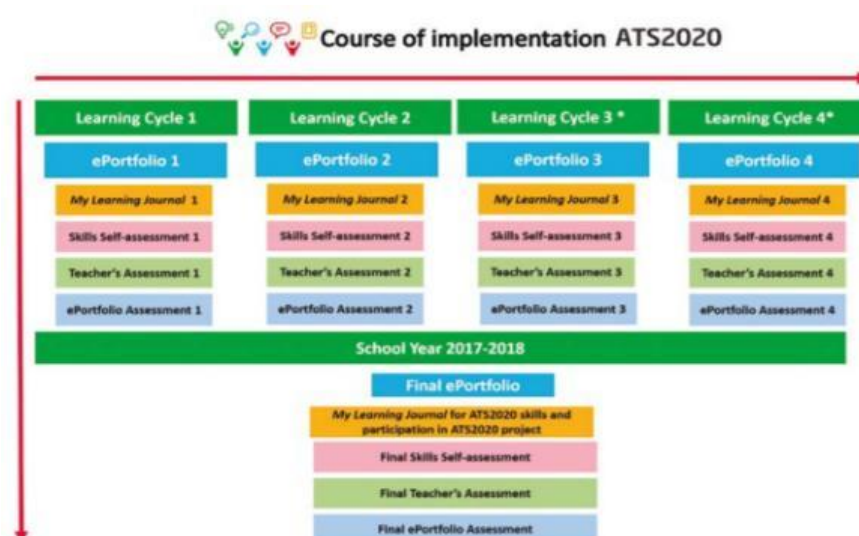 Course of implementation ATS2020
Learning Cycle 1
Learning Cycle 2
Learning Cycle 3 *
Learning Cycle 4*
ePortfolio 1
ePortfolio 2
ePortfolio 3
ePortfolio 4
My Learning Journal 1
My Learning Journal 2
My Learning Journal 3
My Learning Journal 4
Skills Self-assessment 1
Skills Self-assessment 2
Skills Self-assessment 3
Skills Self-assessment 4
Teacher's Assessment 1
Teacher's Assessment 2
Teacher's Assessment 3
Teacher's Assessment 4
ePortfolio Assessment 1
ePortfolio Assessment 2
ePortfolio Assessment 3
ePortfolio Assessment 4
School Year 2017-2018
Final ePortfolio
My Learning Journal for ATS2020 skills and
participation in ATS2020 project
Final Skills Self-assessment
Final Teacher's Assessment
Final ePortfolio Assessment